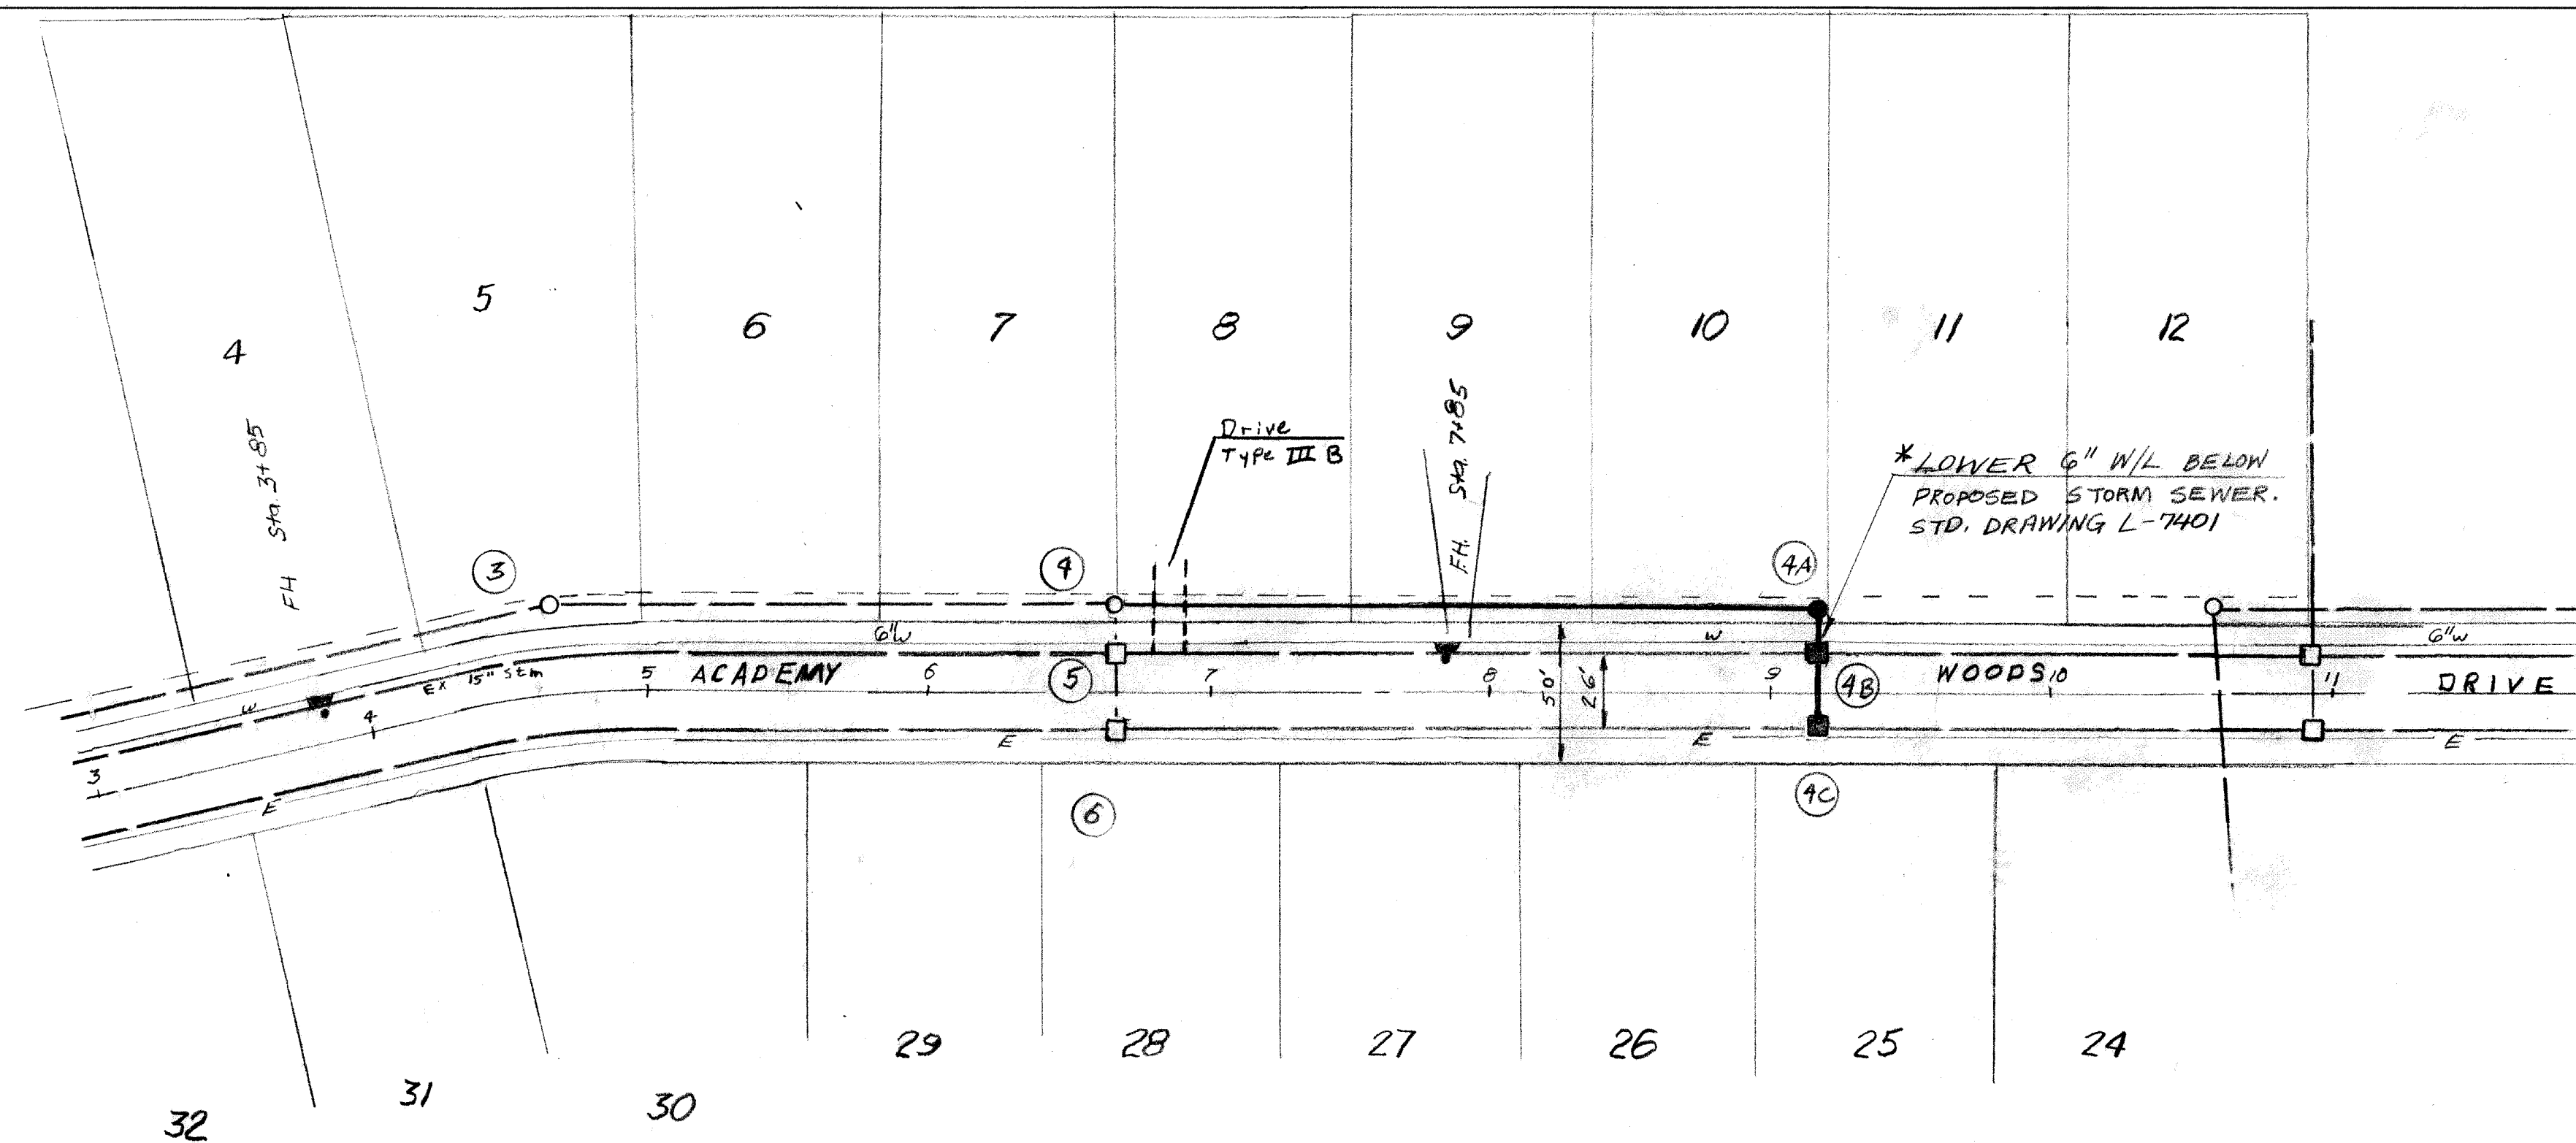 5
4
6
7
8
9
10
11
12
FH Sta. 3+85
Drive
Type III B
F.H. Sta. 7+85
*LOWER 6" W/L BELOW
PROPOSED STORM SEWER.
STD. DRAWING L-7401
3
4
4A
6"W
W
6"W
W
EX 15" Stm
5
ACADEMY
6
5
7
8
50'
26'
9
4B
WOODS
10
11
DRIVE
4
3
E
E
E
E
6
4C
29
28
27
26
25
24
32
31
30